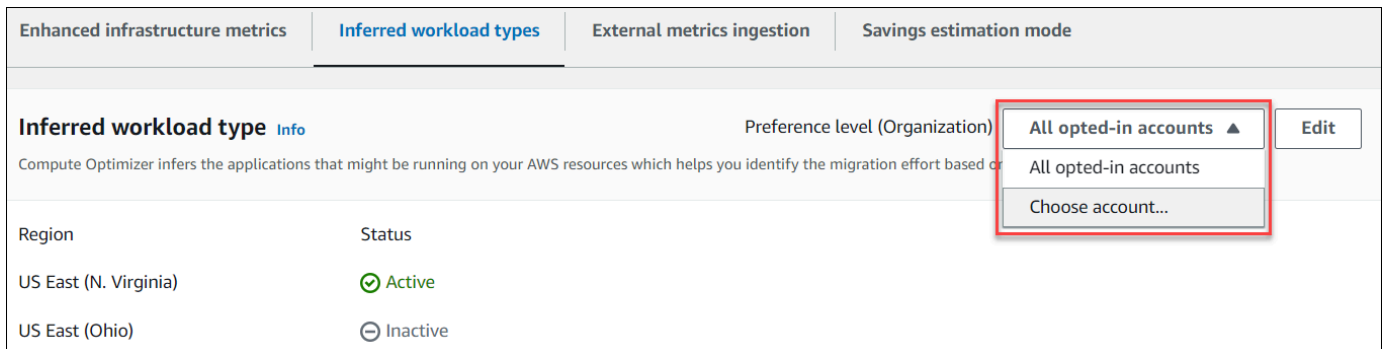 Enhanced infrastructure metrics Inferred workload types External metrics ingestion Savings estimation mode
Inferred workload type Info Preference level (Organization) All opted-in accounts Edit
Compute Optimizer infers the applications that might be running on your AWS resources which helps you identify the migration effort based
All opted-in accounts
Choose account...
Region Status
US East (N. Virginia) Active
US East (Ohio) Inactive